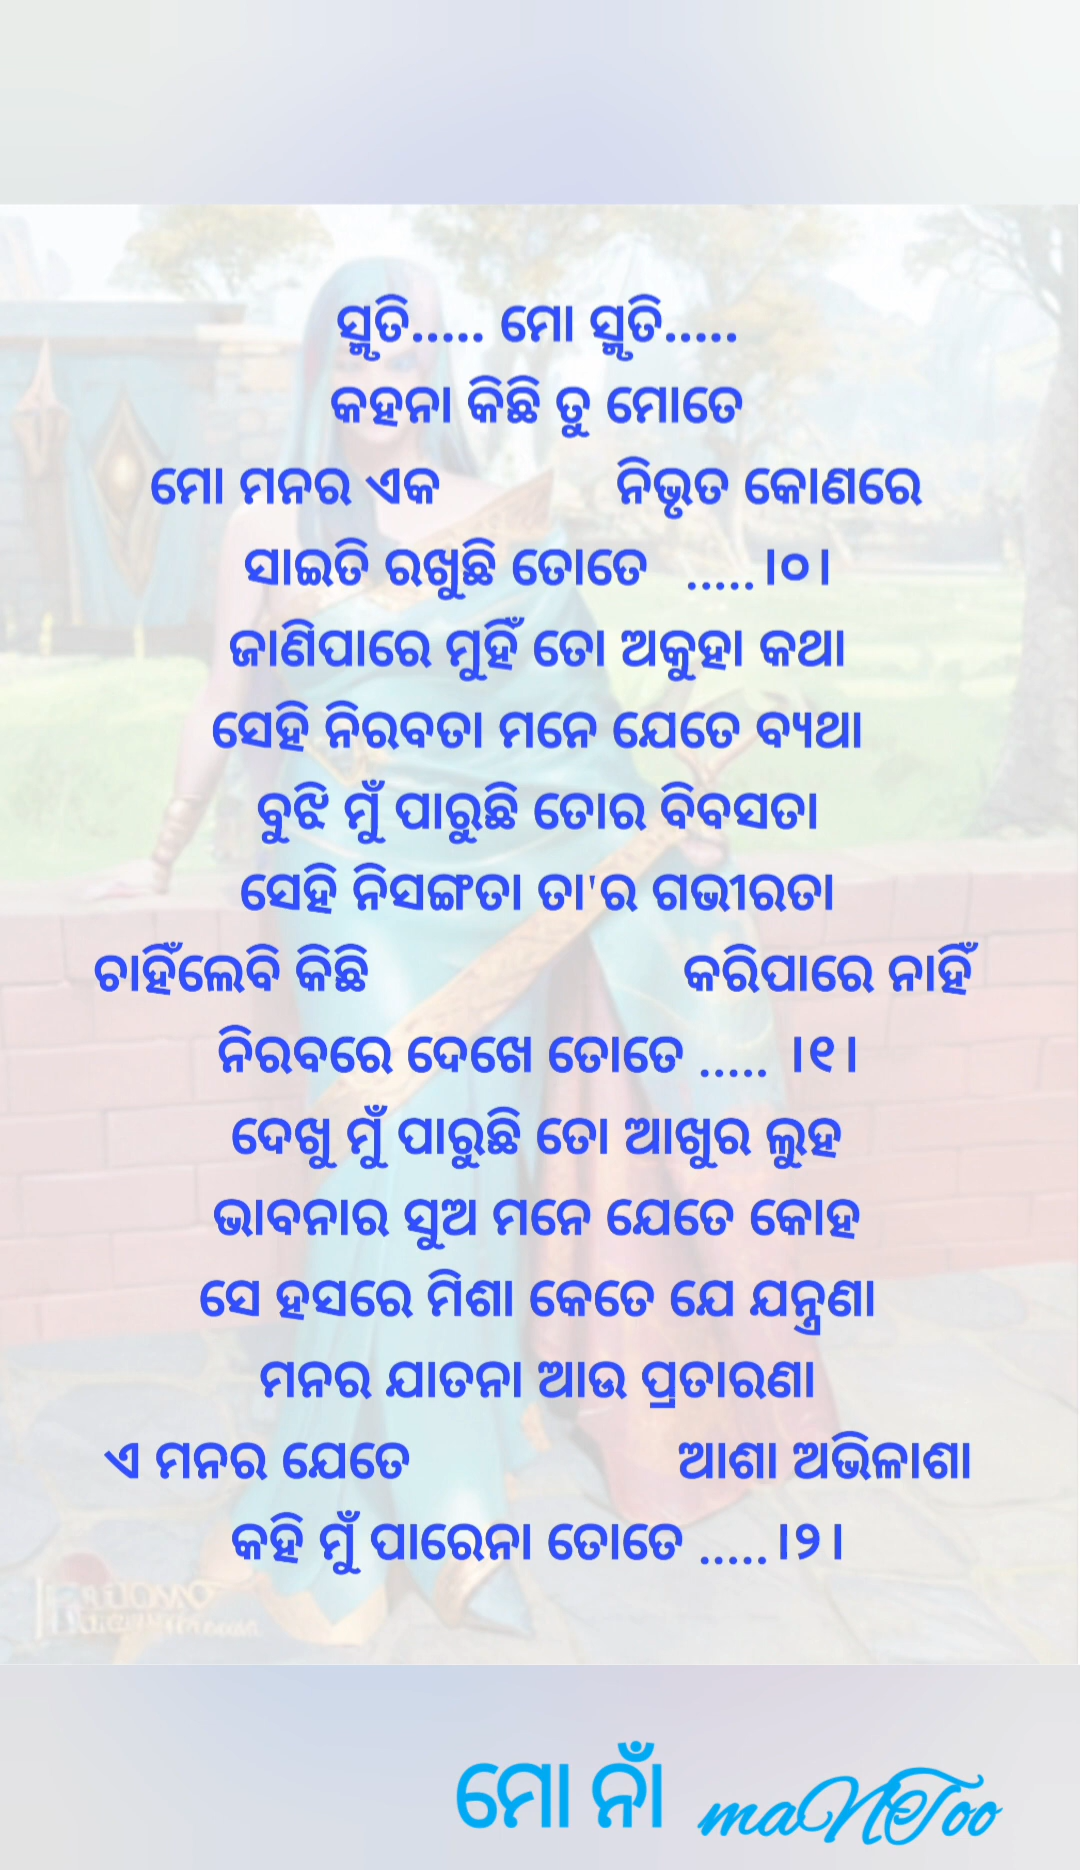 ସ୍ମୃତି..... ମୋ ସ୍ମୃତି.....
କହନା କିଛି ତୁ ମୋତେ
ମୋ ମନର ଏକ ନିଭୃତ କୋଣରେ
ସାଇତି ରଖୁଛି ତୋତେ .....।୦।
ଜାଣିପାରେ ମୁହିଁ ତୋ ଅକୁହା କଥା
ସେହି ନିରବତା ମନେ ଯେତେ ବ୍ୟଥା
ବୁଝି ମୁଁ ପାରୁଛି ତୋର ବିବସତା
ସେହି ନିସଙ୍ଗତା ତା'ର ଗଭୀରତା
ଚାହିଁଲେବି କିଛି କରିପାରେ ନାହିଁ
ନିରବରେ ଦେଖେ ତୋତେ ..... ।୧।
ଦେଖୁ ମୁଁ ପାରୁଛି ତୋ ଆଖୁର ଲୁହ
ଭାବନାର ସୁଅ ମନେ ଯେତେ କୋହ
ସେ ହସରେ ମିଶା କେତେ ଯେ ଯନ୍ତ୍ରଣା
ମନର ଯାତନା ଆଉ ପ୍ରତାରଣା
ଏ ମନର ଯେତେ ଆଶା ଅଭିଳାଶା
କହି ମୁଁ ପାରେନା ତୋତେ .....।୨।
ମୋ ନାଁ maNToo